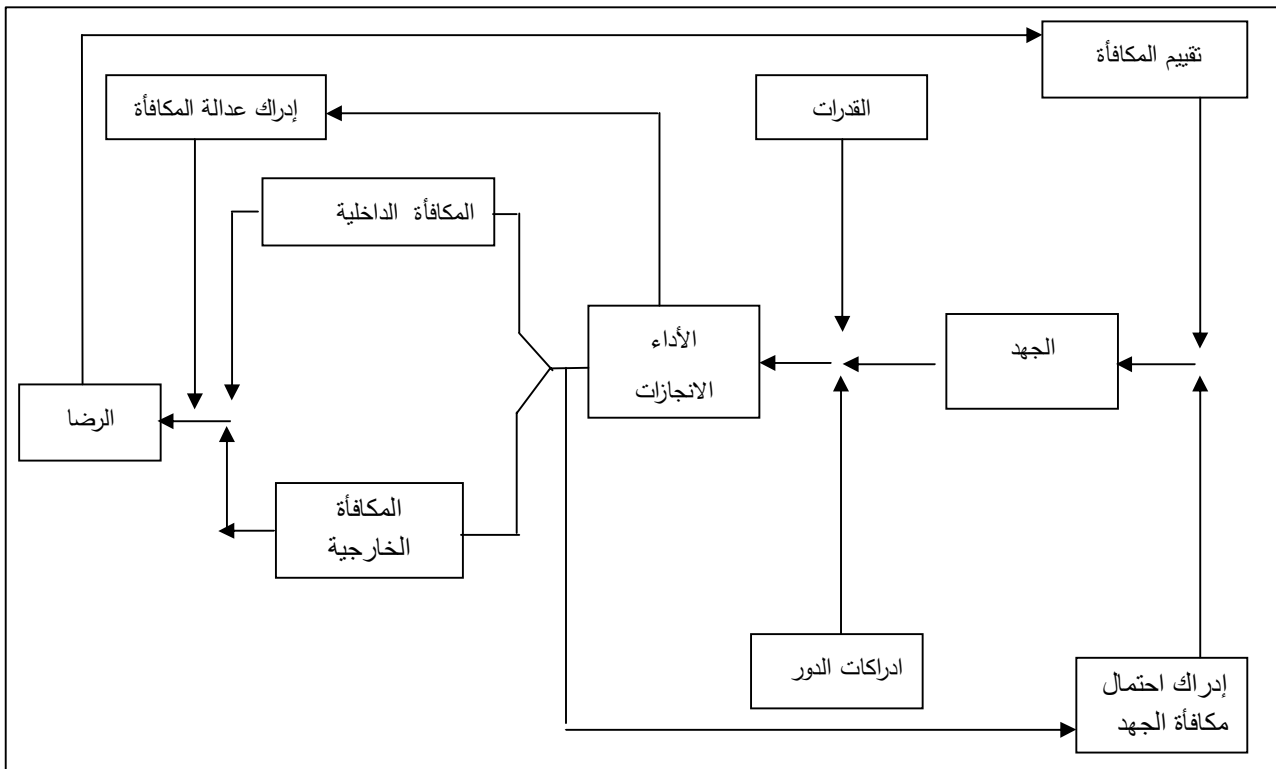 تقييم المكافأة
القدرات
إدراك عدالة المكافأة
المكافأة الداخلية
الجهد
الأداء
الانجازات
الرضا
المكافأة
الخارجية
ادراكات الدور
إدراك احتمال
مكافأة الجهد